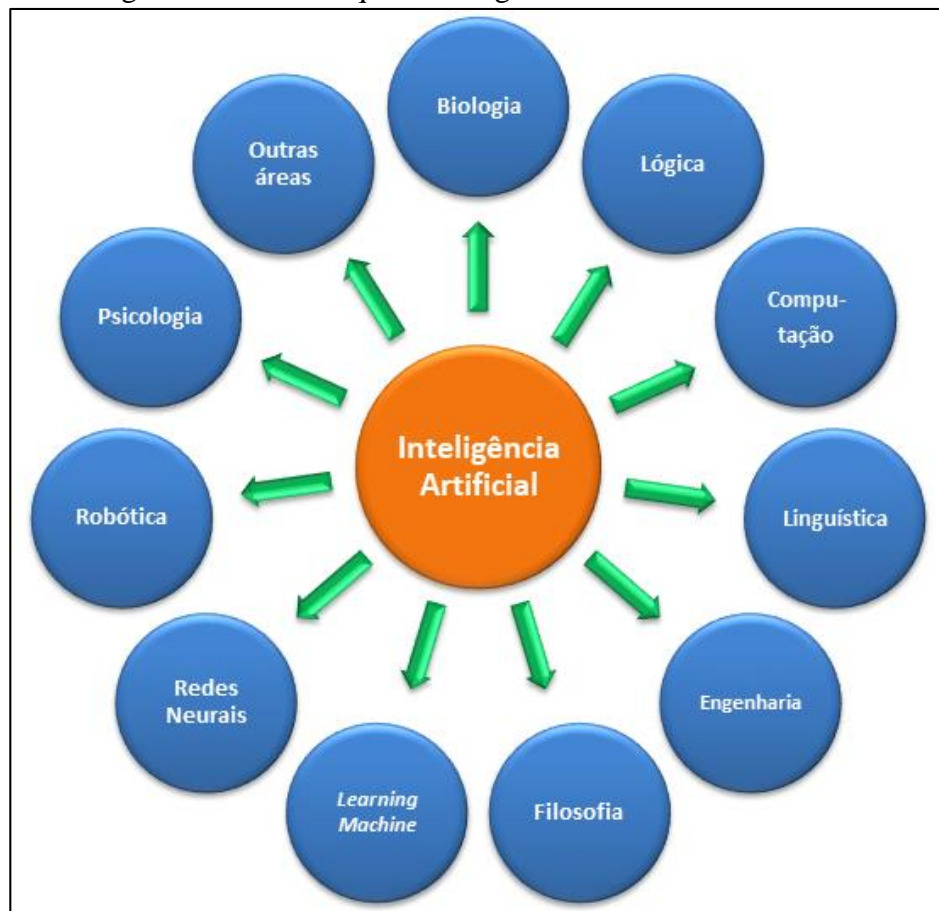 Biologia
Lógica
Compu-
tação
Linguística
Engenharia
Filosofia
Learning
Machine
Redes
Neurais
Robótica
Psicologia
Outras
áreas
Inteligência
Artificial